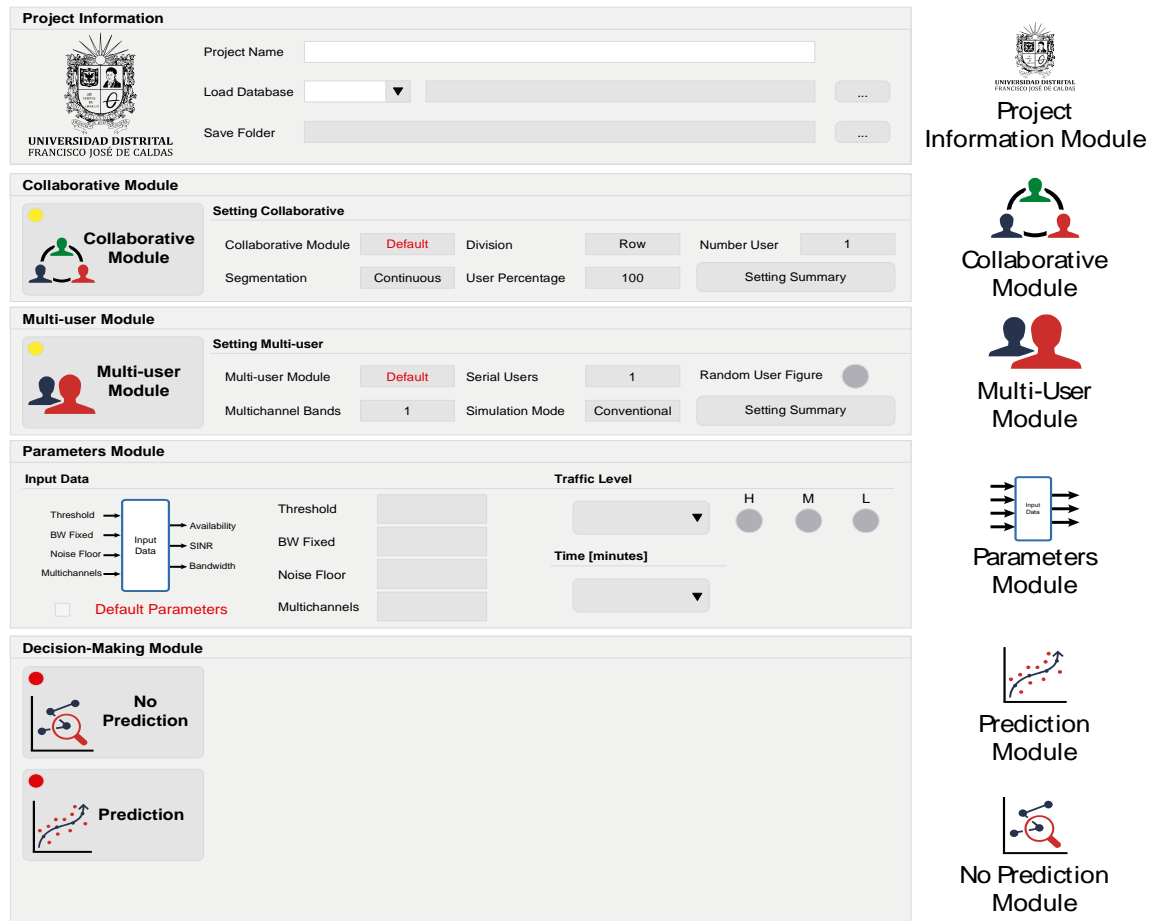 Project Information
UNIVERSIDAD DISTRITAL
FRANCISCO JOSÉ DE CALDAS
Project Name
Load Database
...
Save Folder
...
Collaborative Module
Collaborative
Module
Setting Collaborative
Collaborative Module Default Division Row Number User 1
Segmentation Continuous User Percentage 100 Setting Summary
Multi-user Module
Multi-user
Module
Setting Multi-user
Multi-user Module Default Serial Users 1 Random User Figure
Multichannel Bands 1 Simulation Mode Conventional Setting Summary
Parameters Module
Input Data
Threshold
BW Fixed
Noise Floor
Multichannels
Input
Data
Availability
SINR
Bandwidth
Default Parameters
Threshold
BW Fixed
Noise Floor
Multichannels
Traffic Level
H M L
Time [minutes]
Decision-Making Module
No
Prediction
Prediction
UNIVERSIDAD DISTRITAL
FRANCISCO JOSÉ DE CALDAS
Project
Information Module
Collaborative
Module
Multi-User
Module
Input
Data
Parameters
Module
Prediction
Module
No Prediction
Module